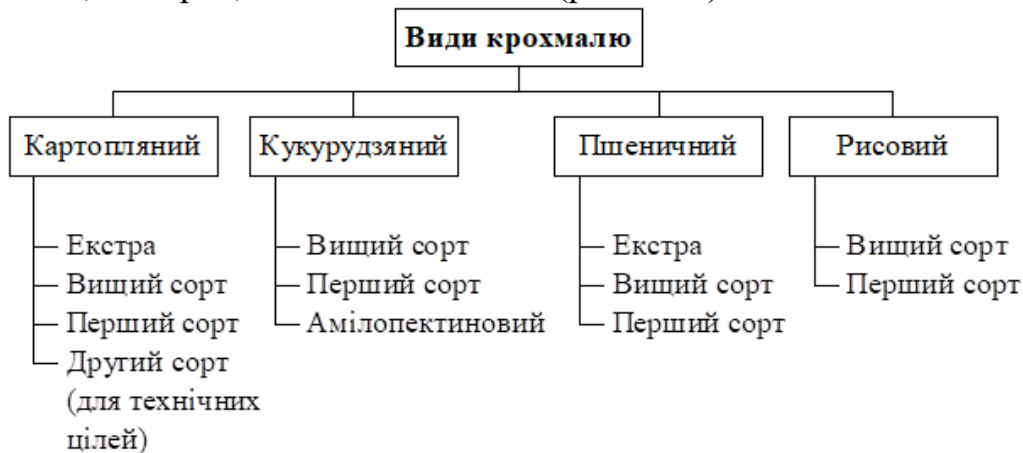 Види крохмалю
Картопляний
Кукурудзяний
Пшеничний
Рисовий
Екстра
Вищий сорт
Перший сорт
Другий сорт
(для технічних
цілей)
Вищий сорт
Перший сорт
Амілопектиновий
Екстра
Вищий сорт
Перший сорт
Вищий сорт
Перший сорт